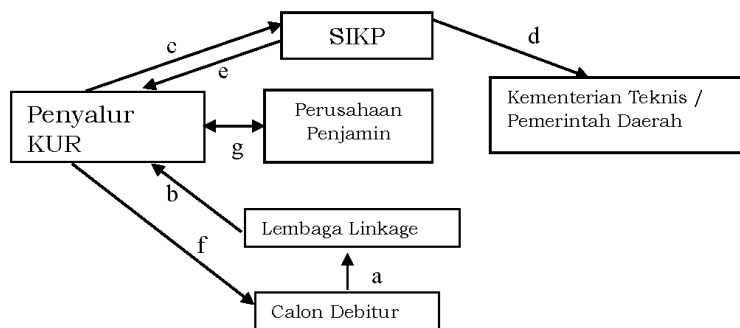 c
SIKP
d
e
Penyalur
KUR
Perusahaan
Penjamin
Kementerian Teknis /
Pemerintah Daerah
g
b
Lembaga Linkage
f
a
Calon Debitur